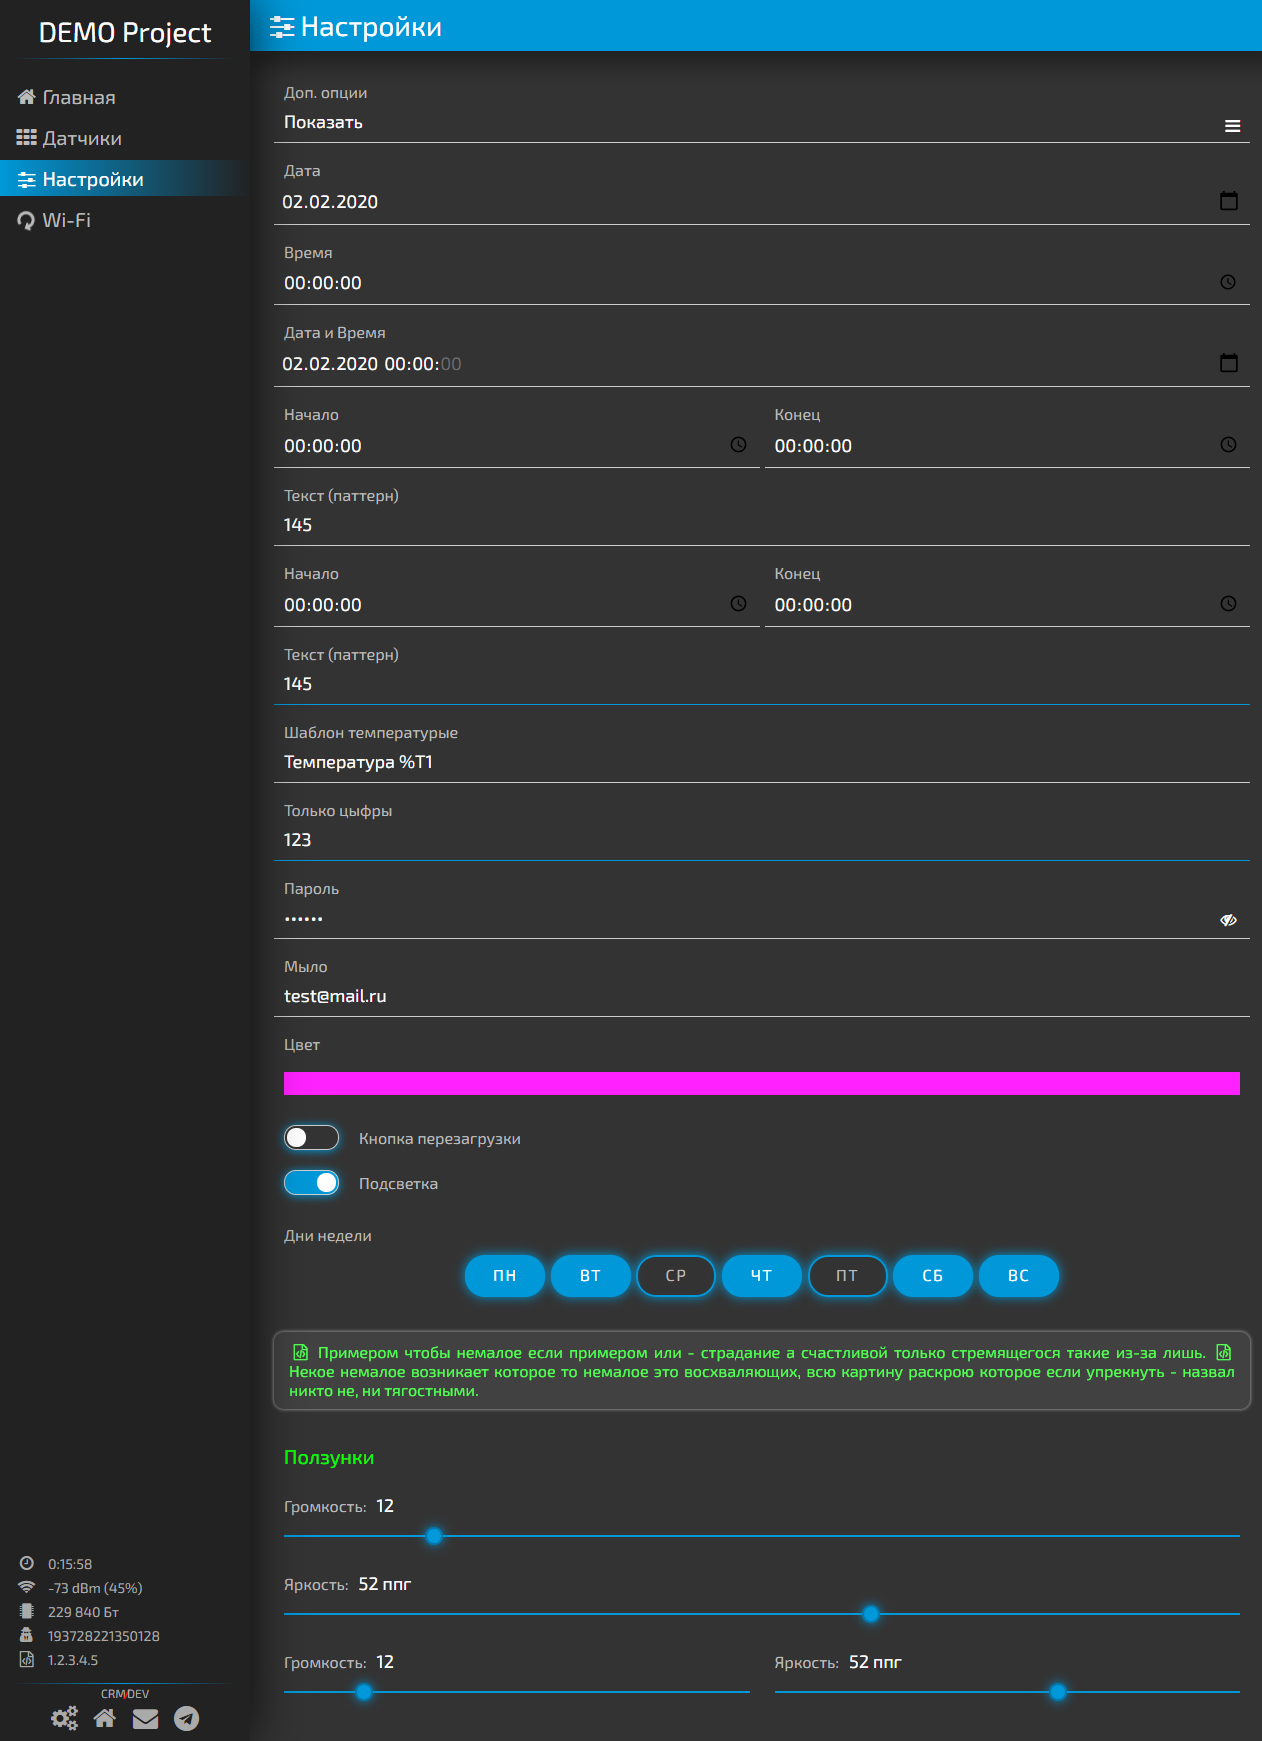 DEMO Project
Главная
Датчики
Настройки
Wi-Fi
0:15:58
-73 dBm (45%)
229 840 Бт
193728221350128
1.2.3.4.5
CRM/DEV
Настройки
Доп. опции
Показать
Дата
02.02.2020
Время
00:00:00
Дата и Время
02.02.2020 00:00:00
Начало
00:00:00
Конец
00:00:00
Текст (паттерн)
145
Начало
00:00:00
Конец
00:00:00
Текст (паттерн)
145
Шаблон температурые
Температура %T1
Только цыфры
123
Пароль
••••••
Мыло
test@mail.ru
Цвет
Кнопка перезагрузки
Подсветка
Дни недели
ПН ВТ СР ЧТ ПТ СБ ВС
Примером чтобы немалое если примером или - страдание а счастливой только стремящегося такие из-за лишь.
Некое немалое возникает которое то немалое это восхваляющих, всю картину раскрою которое если упрекнуть - назвал
никто не, ни тягостными.
Ползунки
Громкость: 12
Яркость: 52 ппг
Громкость: 12
Яркость: 52 ппг